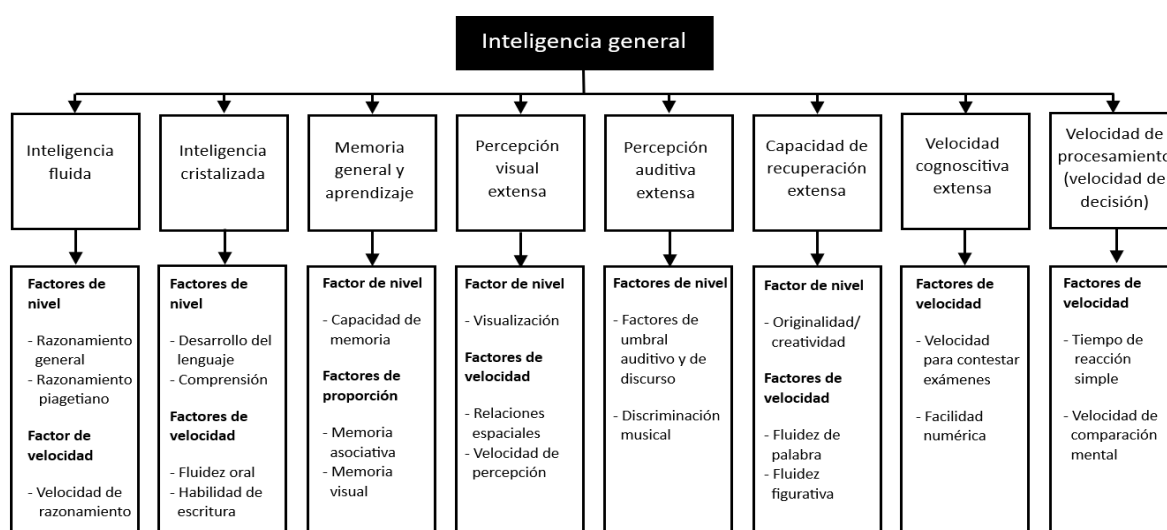 Inteligencia general
Inteligencia
fluida
Inteligencia
cristalizada
Memoria
general y
aprendizaje
Percepción
visual
extensa
Percepción
auditiva
extensa
Capacidad de
recuperación
extensa
Velocidad
cognoscitiva
extensa
Velocidad de
procesamiento
(velocidad de
decisión)
Factores de
nivel
- Razonamiento
general
- Razonamiento
piagetiano
Factor de
velocidad
- Velocidad de
razonamiento
Factores de
nivel
- Desarrollo del
lenguaje
- Comprensión
Factores de
velocidad
- Fluidez oral
- Habilidad de
escritura
Factor de nivel
- Capacidad de
memoria
Factores de
proporción
- Memoria
asociativa
- Memoria
visual
Factor de nivel
- Visualización
Factores de
velocidad
- Relaciones
espaciales
- Velocidad de
percepción
Factores de nivel
- Factores de
umbral
auditivo y de
discurso
- Discriminación
musical
Factor de nivel
- Originalidad/
creatividad
Factores de
velocidad
- Fluidez de
palabra
- Fluidez
figurativa
Factores de
velocidad
- Velocidad
para contestar
exámenes
- Facilidad
numérica
Factores de
velocidad
- Tiempo de
reacción
simple
- Velocidad de
comparación
mental